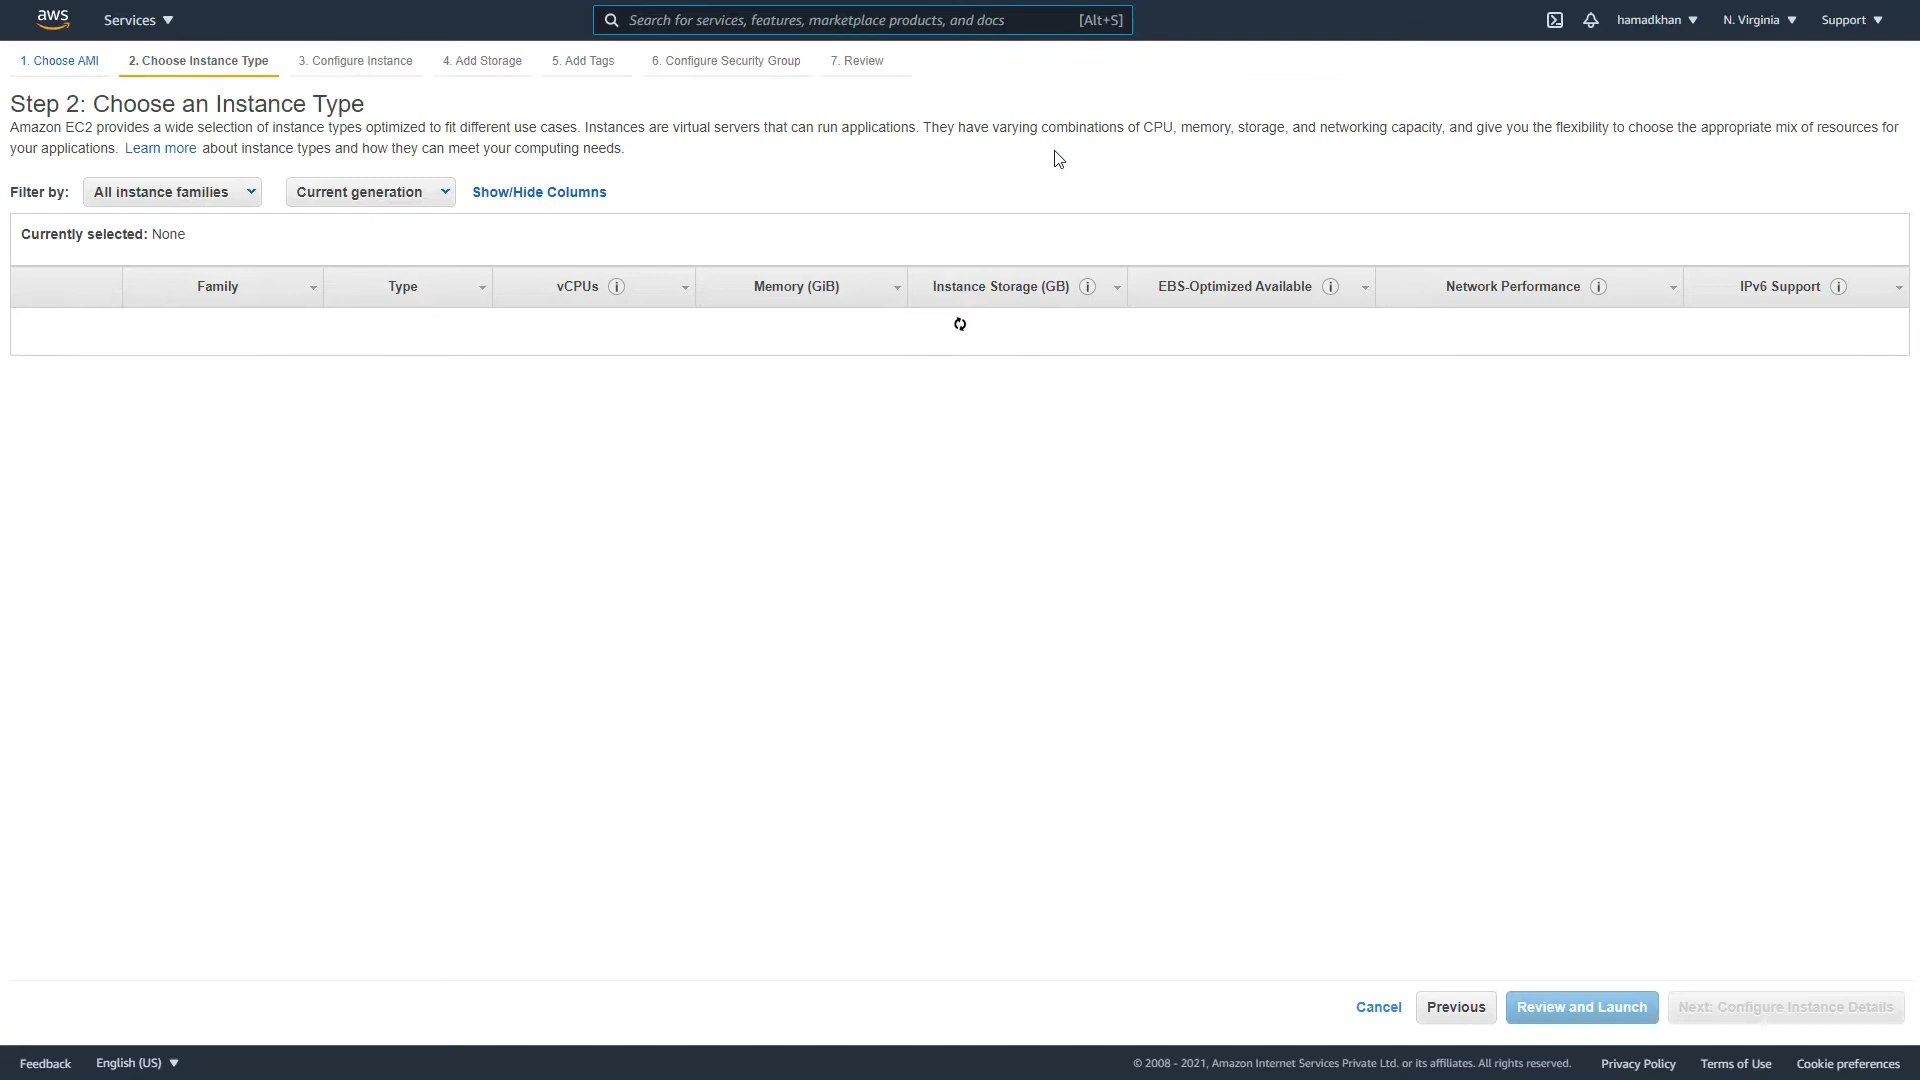 aws
Services
Search for services, features, marketplace products, and docs [Alt+S]
hamadkhan
N. Virginia
Support
1. Choose AMI
2. Choose Instance Type
3. Configure Instance
4. Add Storage
5. Add Tags
6. Configure Security Group
7. Review
Step 2: Choose an Instance Type
Amazon EC2 provides a wide selection of instance types optimized to fit different use cases. Instances are virtual servers that can run applications. They have varying combinations of CPU, memory, storage, and networking capacity, and give you the flexibility to choose the appropriate mix of resources for
your applications. Learn more about instance types and how they can meet your computing needs.
Filter by:
All instance families
Current generation
Show/Hide Columns
Currently selected: None
Family
Type
vCPUs
Memory (GiB)
Instance Storage (GB)
EBS-Optimized Available
Network Performance
IPv6 Support
Cancel
Previous
Review and Launch
Next: Configure Instance Details
Feedback
English (US)
© 2008 - 2021, Amazon Internet Services Private Ltd. or its affiliates. All rights reserved.
Privacy Policy
Terms of Use
Cookie preferences